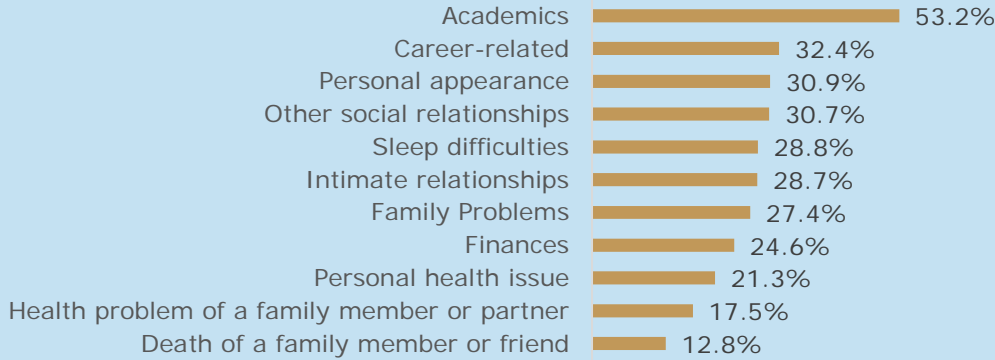 Academics 53.2%
Career-related 32.4%
Personal appearance 30.9%
Other social relationships 30.7%
Sleep difficulties 28.8%
Intimate relationships 28.7%
Family Problems 27.4%
Finances 24.6%
Personal health issue 21.3%
Health problem of a family member or partner 17.5%
Death of a family member or friend 12.8%